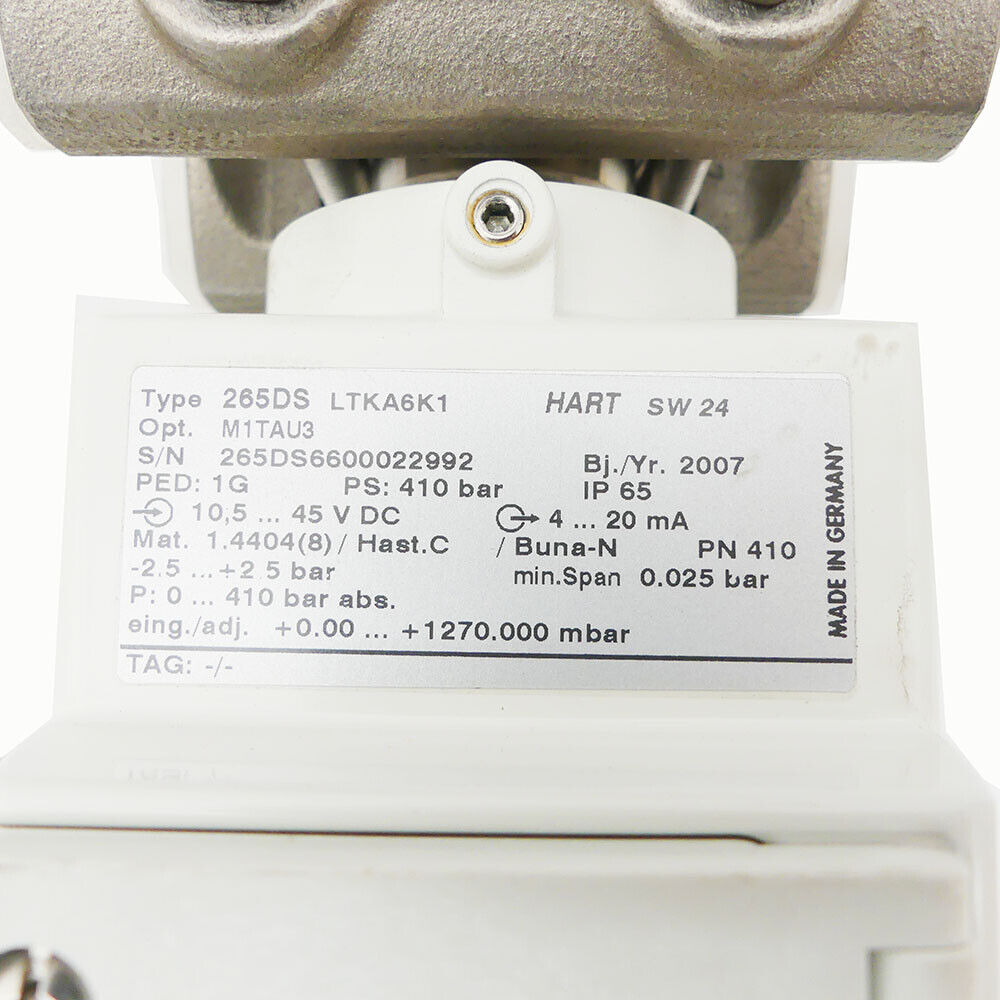 Type 265DS LTKA6K1 HART SW 24
Opt. M1TAU3
S/N 265DS6600022992 Bj./Yr. 2007
PED: 1G PS: 410 bar IP 65
10,5 ... 45 V DC 4 ... 20 mA
Mat. 1.4404(8) / Hast.C / Buna-N PN 410
-2.5 ... +2.5 bar min.Span 0.025 bar
P: 0 ... 410 bar abs.
eing./adj. +0.00 ... +1270.000 mbar
TAG: -/-
MADE IN GERMANY